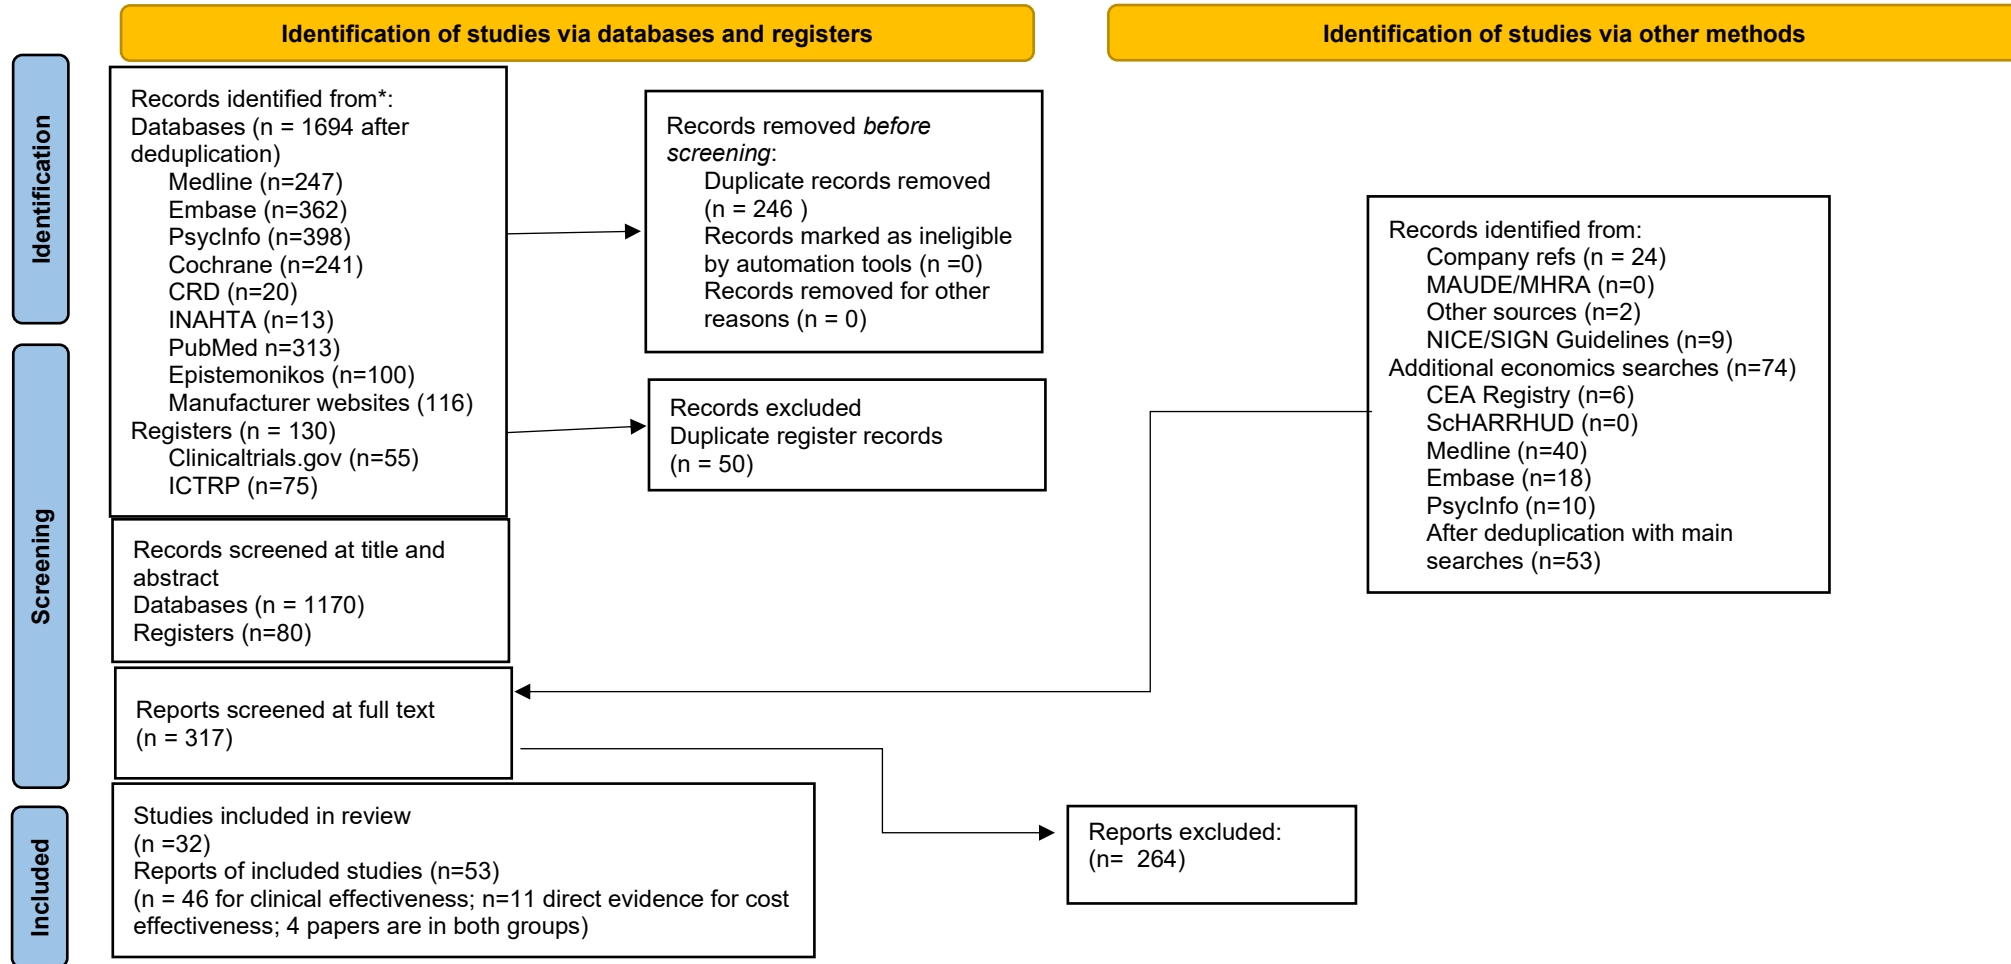 Identification of studies via databases and registers
Identification of studies via other methods
Identification
Records identified from*:
Databases (n = 1694 after
deduplication)
Medline (n=247)
Embase (n=362)
PsycInfo (n=398)
Cochrane (n=241)
CRD (n=20)
INAHTA (n=13)
PubMed n=313)
Epistemonikos (n=100)
Manufacturer websites (116)
Registers (n = 130)
Clinicaltrials.gov (n=55)
ICTRP (n=75)
Records removed before
screening:
Duplicate records removed
(n = 246 )
Records marked as ineligible
by automation tools (n =0)
Records removed for other
reasons (n = 0)
Records excluded
Duplicate register records
(n = 50)
Records identified from:
Company refs (n = 24)
MAUDE/MHRA (n=0)
Other sources (n=2)
NICE/SIGN Guidelines (n=9)
Additional economics searches (n=74)
CEA Registry (n=6)
ScHARRHUD (n=0)
Medline (n=40)
Embase (n=18)
PsycInfo (n=10)
After deduplication with main
searches (n=53)
Screening
Records screened at title and
abstract
Databases (n = 1170)
Registers (n=80)
Reports screened at full text
(n = 317)
Included
Studies included in review
(n =32)
Reports of included studies (n=53)
(n = 46 for clinical effectiveness; n=11 direct evidence for cost
effectiveness; 4 papers are in both groups)
Reports excluded:
(n=  264)